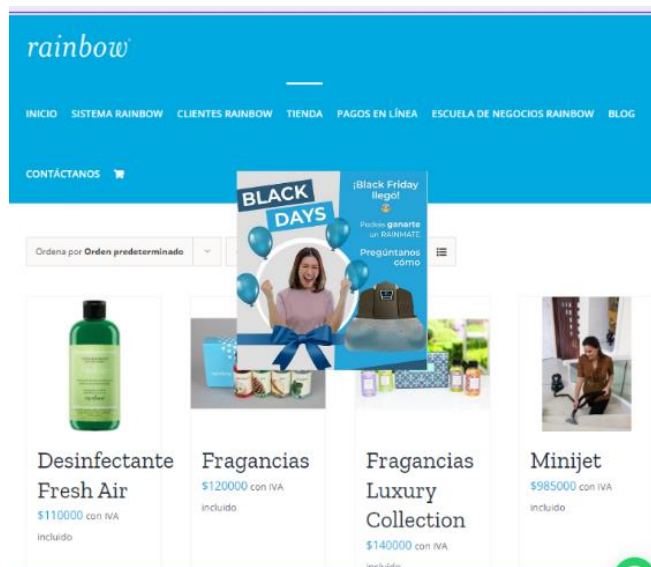 rainbow
INICIO SISTEMA RAINBOW CLIENTES RAINBOW TIENDA PAGOS EN LÍNEA ESCUELA DE NEGOCIOS RAINBOW BLOG
CONTÁCTANOS
BLACK
DAYS
¡Black Friday
llegó!
Podrás ganarte
un RAINMATE
Pregúntanos
cómo
Ordena por Orden predeterminado
Desinfectante
Fresh Air
$110000 con IVA
incluido
Fragancias
$120000 con IVA
incluido
Fragancias
Luxury
Collection
$140000 con IVA
incluido
Minijet
$985000 con IVA
incluido